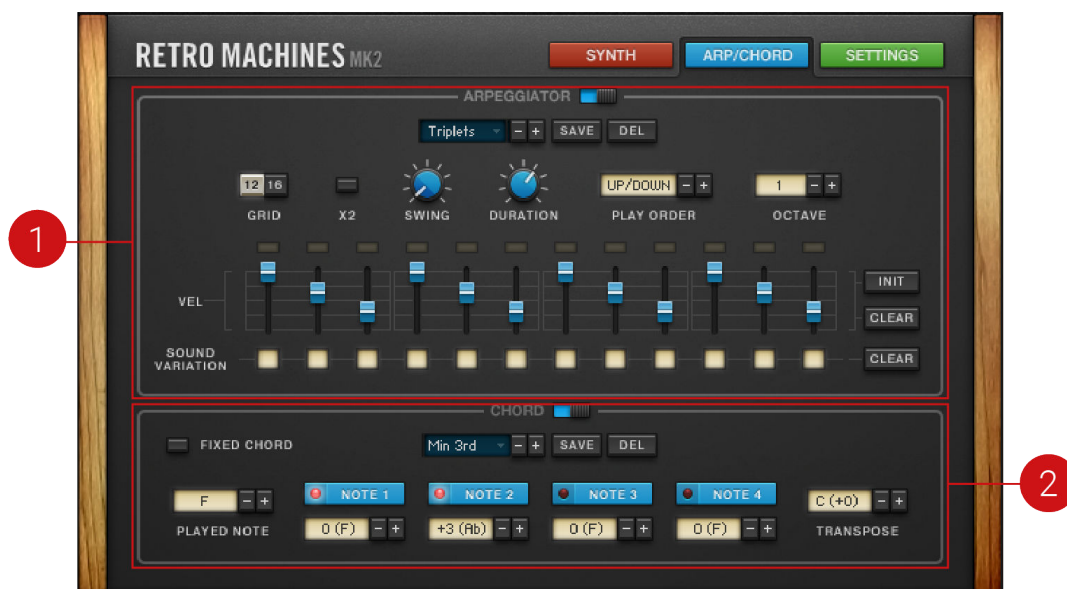 RETRO MACHINES MK2
SYNTH
ARP/CHORD
SETTINGS
ARPEGGIATOR
Triplets - + SAVE DEL
12 16
UP/DOWN - +
1 - +
GRID X2 SWING DURATION PLAY ORDER OCTAVE
1
VEL
INIT
CLEAR
SOUND
VARIATION
CLEAR
CHORD
FIXED CHORD
Min 3rd - + SAVE DEL
2
NOTE 1 NOTE 2 NOTE 3 NOTE 4
F - +
C (+0) - +
PLAYED NOTE
0 (F) - + +3 (Ab) - + 0 (F) - + 0 (F) - +
TRANSPOSE